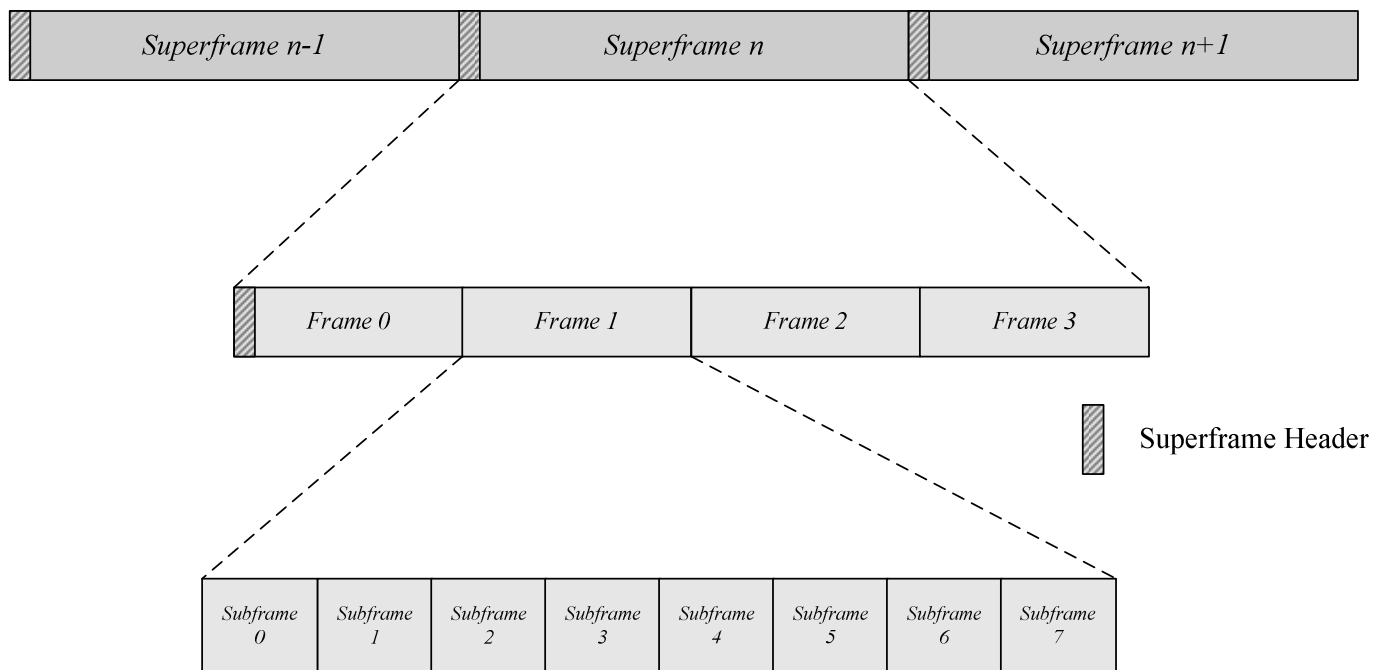 Superframe n-1
Superframe n
Superframe n+1
Frame 0
Frame 1
Frame 2
Frame 3
Superframe Header
Subframe
0
Subframe
1
Subframe
2
Subframe
3
Subframe
4
Subframe
5
Subframe
6
Subframe
7